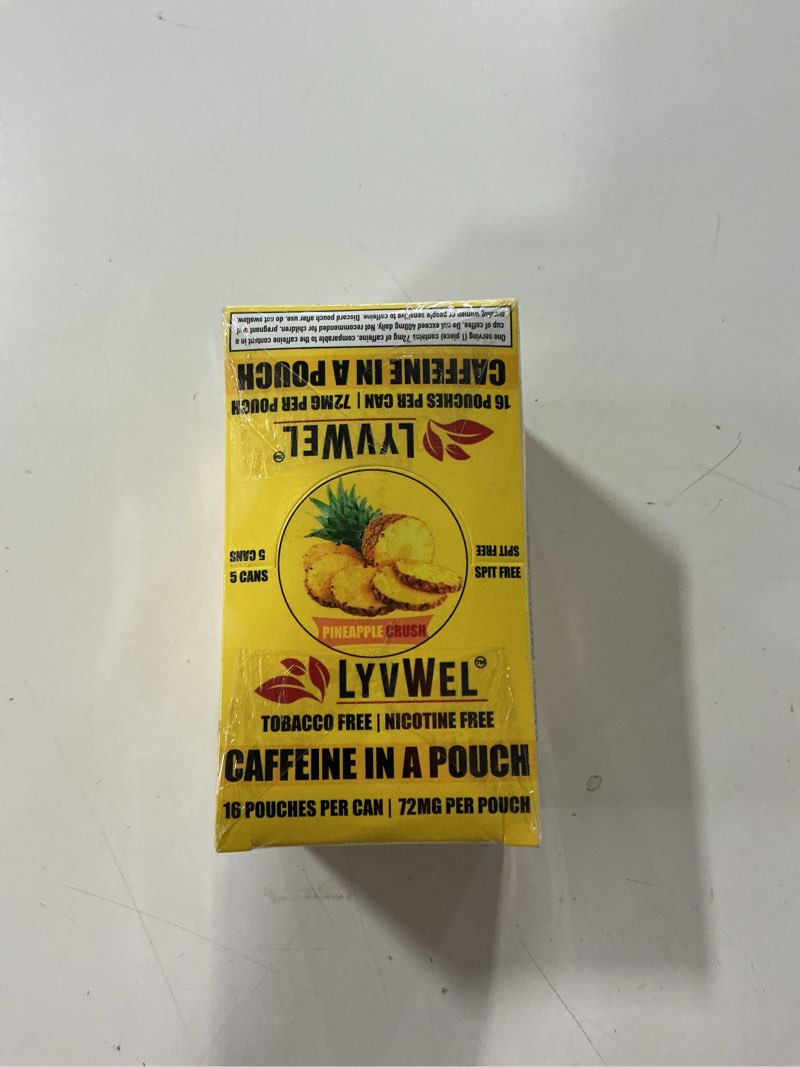 One serving (1 piece) contains 72mg of caffeine, comparable to the caffeine content in a
cup of coffee. Do not exceed 400mg daily. Not recommended for children, pregnant and
nursing women or people sensitive to caffeine. Discard pouch after use, do not swallow.
CAFFEINE IN A POUCH
16 POUCHES PER CAN | 72MG PER POUCH
LYVWEL™
5 CANS
SPIT FREE
5 CANS
SPIT FREE
PINEAPPLE CRUSH
LYVWEL™
TOBACCO FREE | NICOTINE FREE
CAFFEINE IN A POUCH
16 POUCHES PER CAN | 72MG PER POUCH